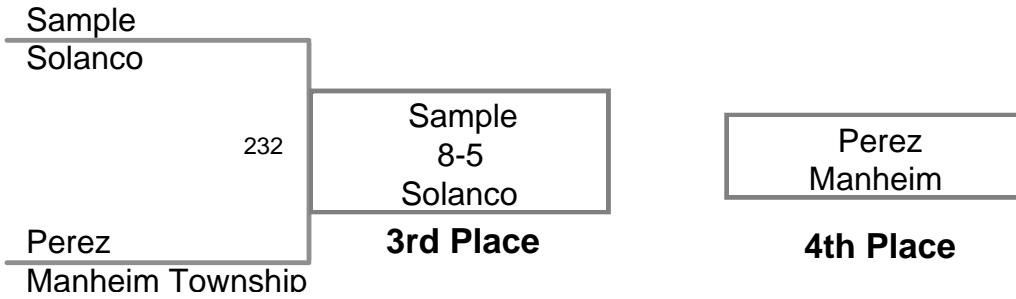 Sample
Solanco
232
Sample
8-5
Solanco
3rd Place
Perez
Manheim
4th Place
Perez
Manheim Township